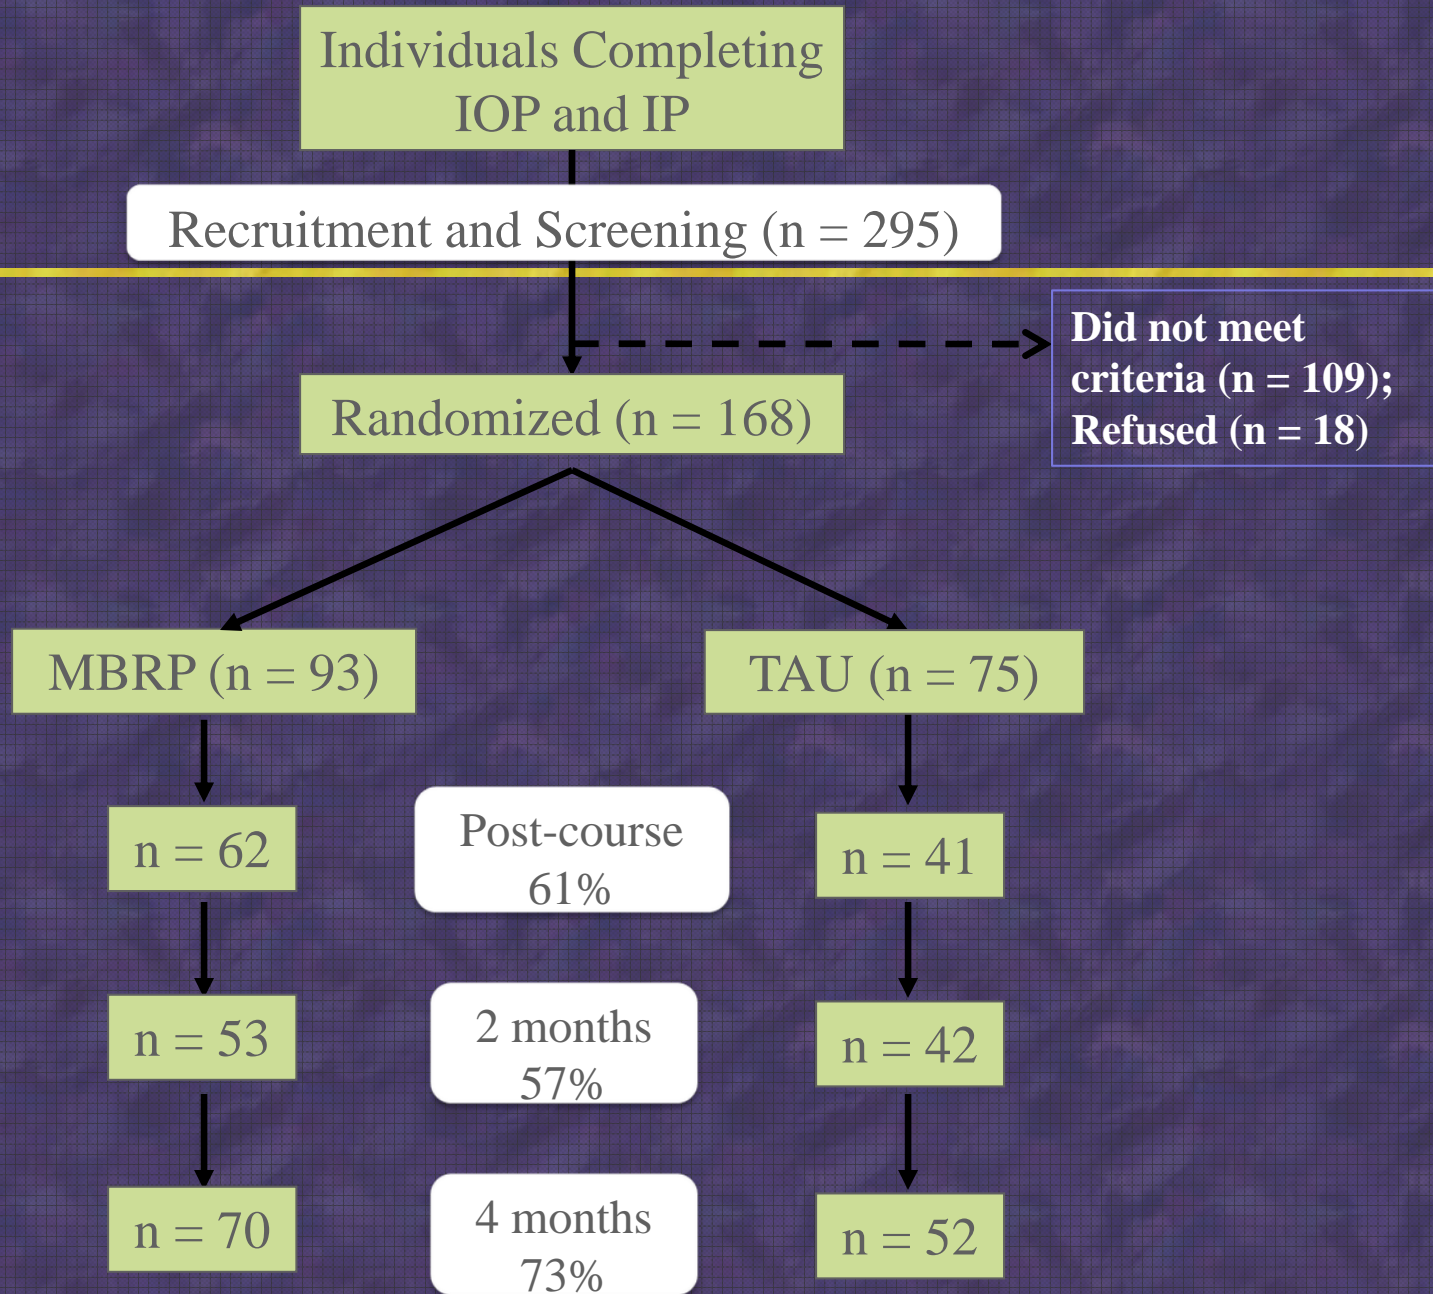 Individuals Completing
IOP and IP
Recruitment and Screening (n = 295)
Did not meet
criteria (n = 109);
Refused (n = 18)
Randomized (n = 168)
MBRP (n = 93)
TAU (n = 75)
n = 62
Post-course
61%
n = 41
n = 53
2 months
57%
n = 42
n = 70
4 months
73%
n = 52